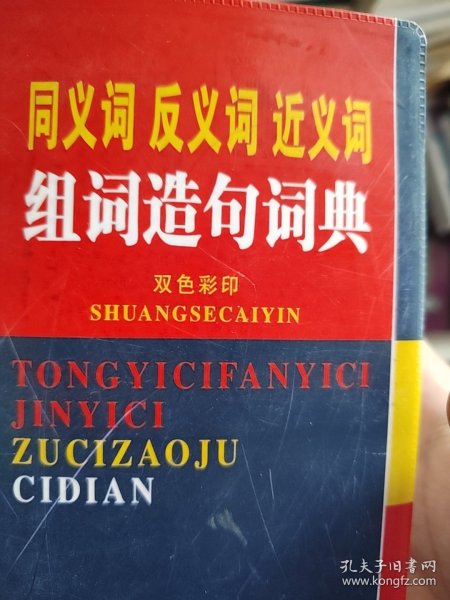 同义词 反义词 近义词
组词造句词典
双色彩印
SHUANGSECAIYIN
TONGYICIFANYICI
JINYICI
ZUCIZAOJU
CIDIAN
孔夫子旧书网
www.kongfz.com